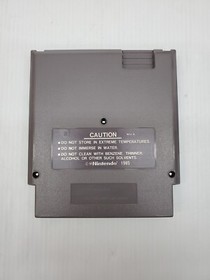 CAUTION
●DO NOT STORE IN EXTREME TEMPERATURES.
●DO NOT IMMERSE IN WATER.
●DO NOT CLEAN WITH BENZENE, THINNER,
ALCOHOL OR OTHER SUCH SOLVENTS.
©Nintendo 1985